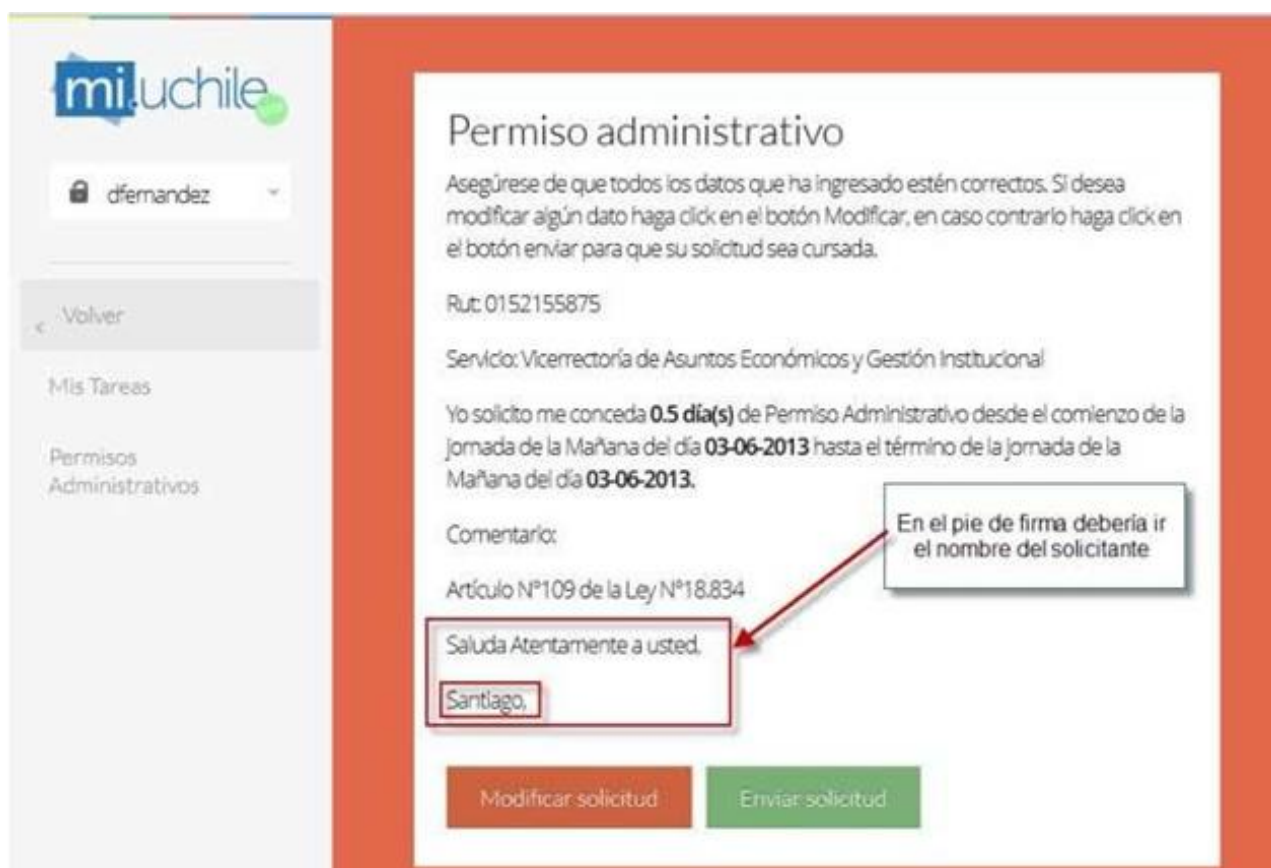 mi.uchile
dfernandez
Volver
Mis Tareas
Permisos
Administrativos
Permiso administrativo
Asegúrese de que todos los datos que ha ingresado estén correctos. Si desea
modificar algún dato haga click en el botón Modificar, en caso contrario haga click en
el botón enviar para que su solicitud sea cursada.
Rut: 0152155875
Servicio: Vicerrectoría de Asuntos Económicos y Gestión Institucional
Yo solicito me conceda 0.5 día(s) de Permiso Administrativo desde el comienzo de la
jornada de la Mañana del día 03-06-2013 hasta el término de la jornada de la
Mañana del día 03-06-2013.
Comentario:
Artículo N°109 de la Ley N°18.834
Saluda Atentamente a usted,
Santiago,
En el pie de firma debería ir
el nombre del solicitante
Modificar solicitud
Enviar solicitud